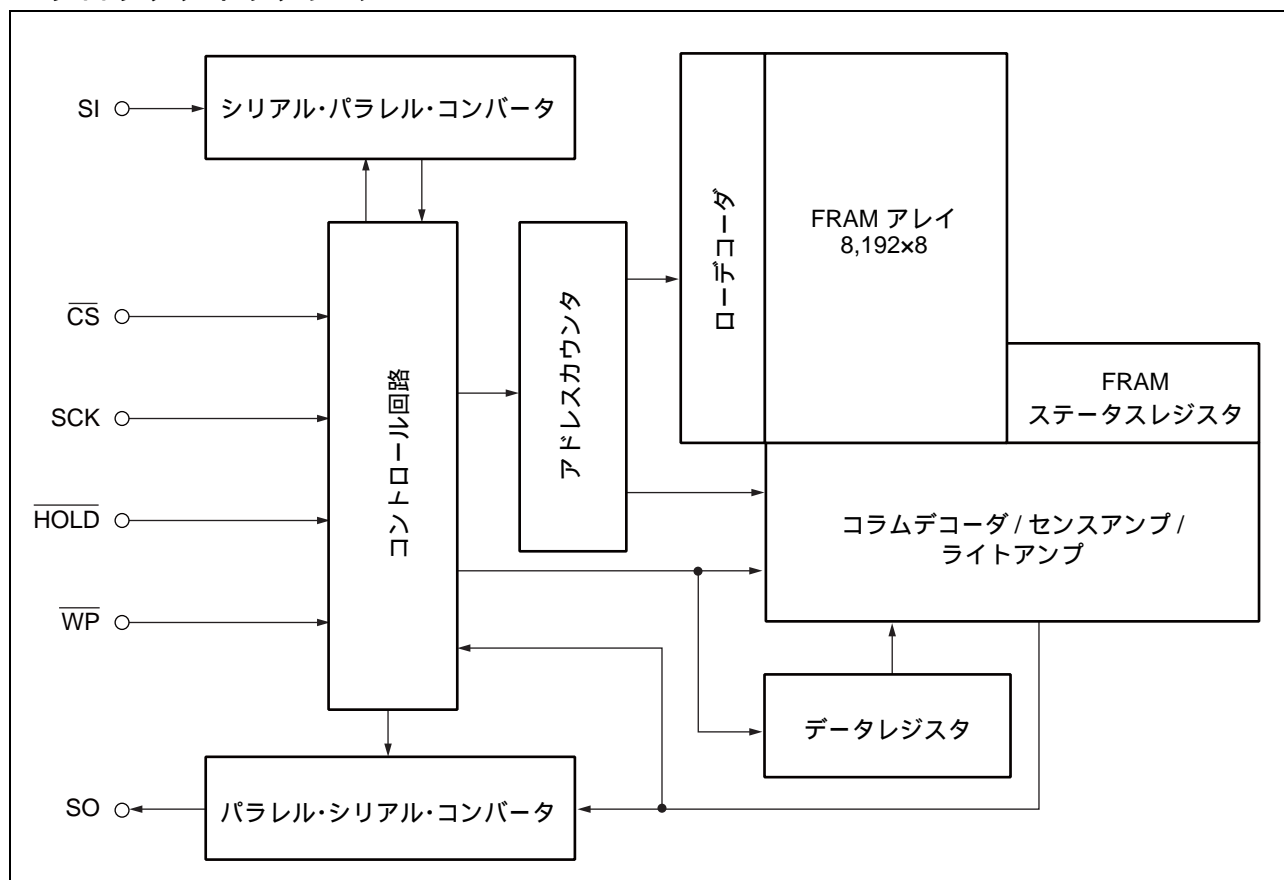 SI
シリアル・パラレル・コンバータ
ローデコーダ
FRAM アレイ
8,192×8
コントロール回路
アドレスカウンタ
C̅S̅
SCK
H̅O̅L̅D̅
W̅P̅
FRAM
ステータスレジスタ
コラムデコーダ / センスアンプ /
ライトアンプ
データレジスタ
SO
パラレル・シリアル・コンバータ